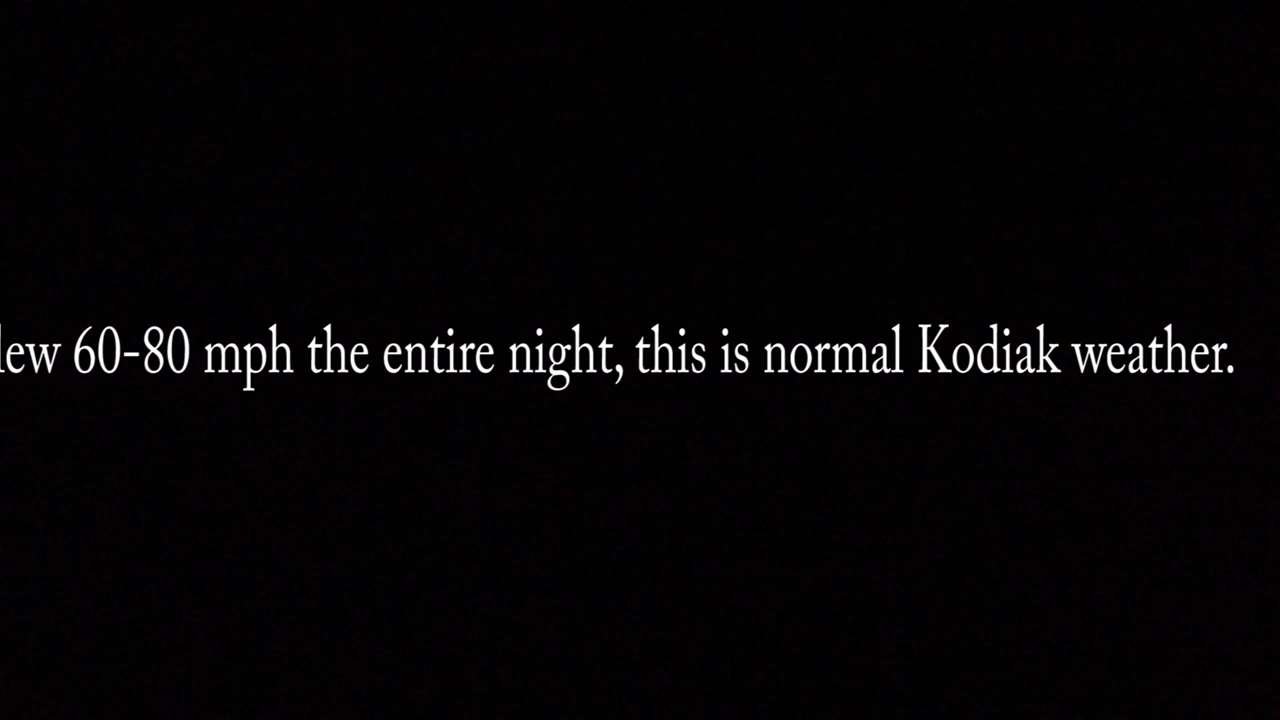 lew 60-80 mph the entire night, this is normal Kodiak weather.